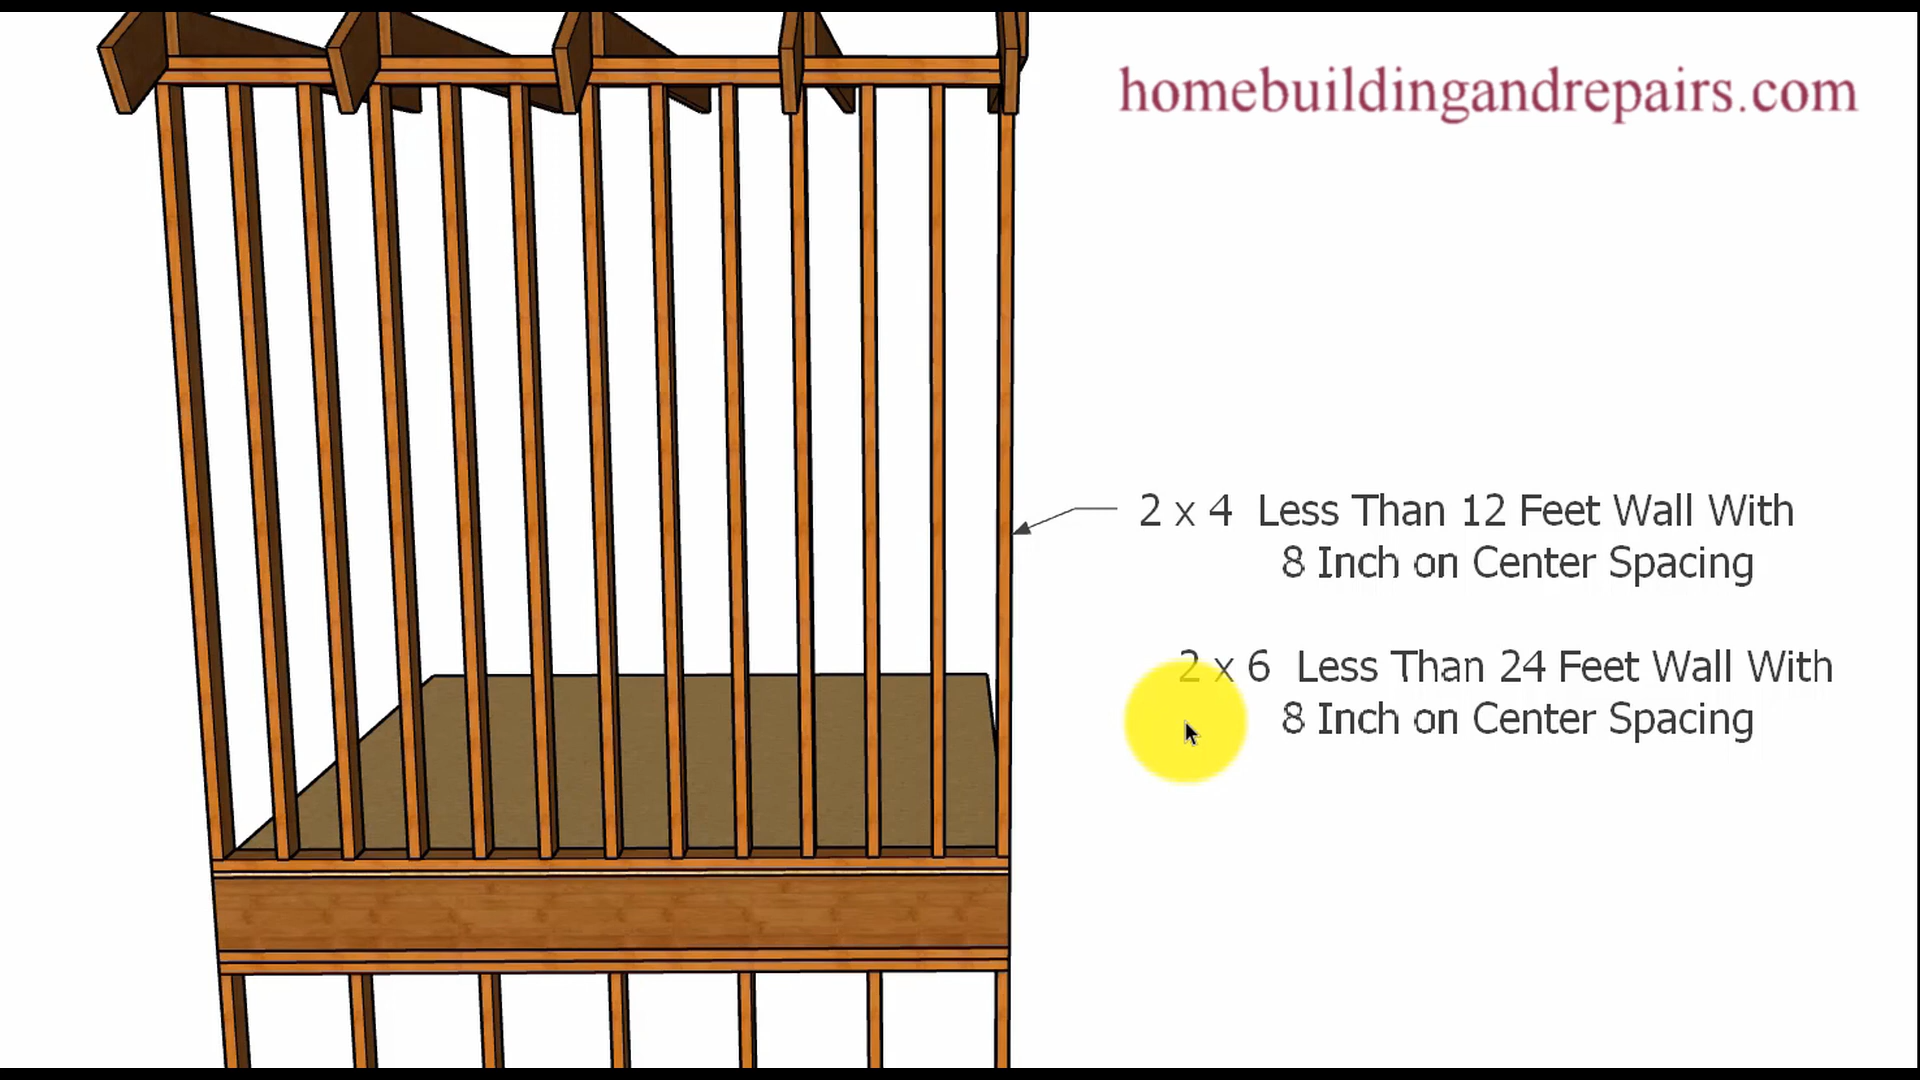 homebuildingandrepairs.com
2 x 4 Less Than 12 Feet Wall With
8 Inch on Center Spacing
2 x 6 Less Than 24 Feet Wall With
8 Inch on Center Spacing